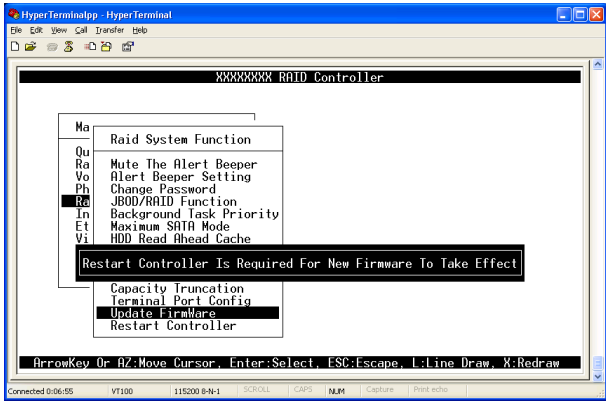 HyperTerminalpp - HyperTerminal
File Edit View Call Transfer Help
XXXXXXXX RAID Controller
Ma
Raid System Function
Qu
Ra Mute The Alert Beeper
Vo Alert Beeper Setting
Ph Change Password
Ra JBOD/RAID Function
In Background Task Priority
Et Maximum SATA Mode
Vi HDD Read Ahead Cache
Restart Controller Is Required For New Firmware To Take Effect
Capacity Truncation
Terminal Port Config
Update FirmWare
Restart Controller
ArrowKey Or AZ:Move Cursor, Enter:Select, ESC:Escape, L:Line Draw, X:Redraw
Connected 0:06:55 VT100 115200 8-N-1 SCROLL CAPS NUM Capture Print echo